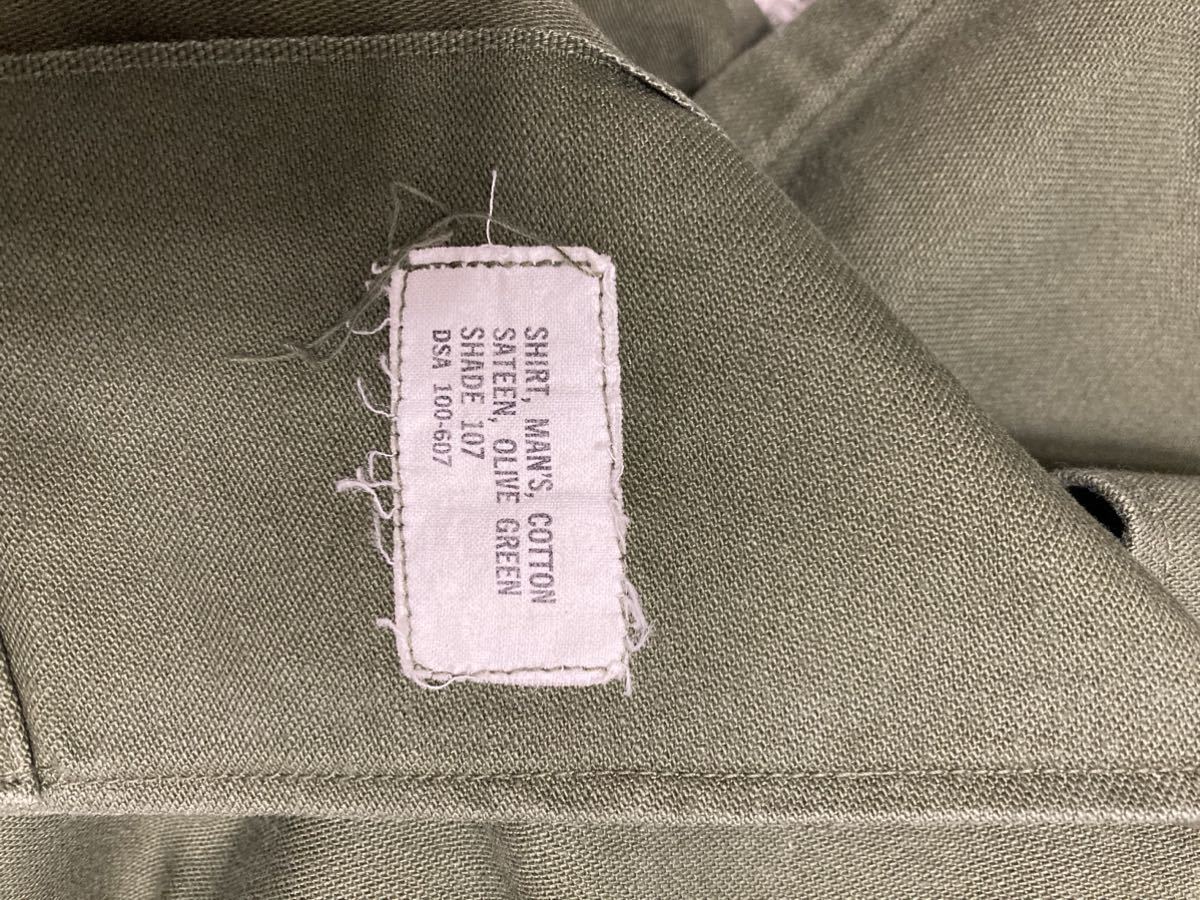 SHIRT, MAN'S, COTTON
SATEEN, OLIVE GREEN
SHADE 107
DSA 100-607